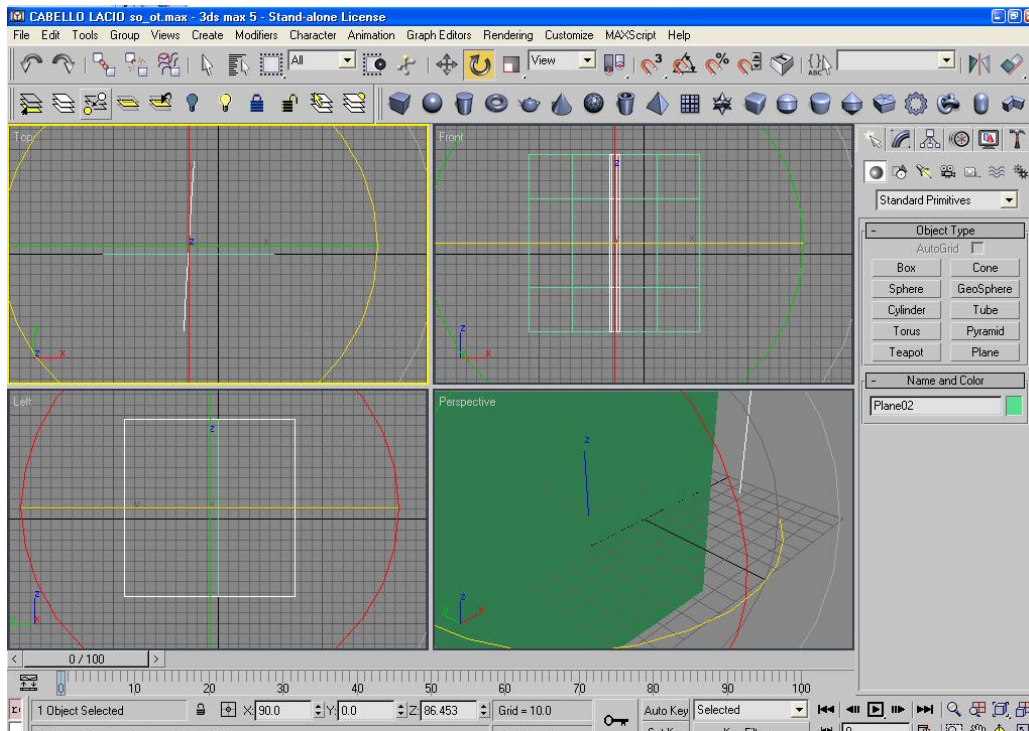 CABELLO LACIO so_ot.max - 3ds max 5 - Stand-alone License
File Edit Tools Group Views Create Modifiers Character Animation Graph Editors Rendering Customize MAXScript Help
All
View
ABC
Top
z
x
z
x
Front
z
x
z
x
Left
z
x
z
x
Perspective
z
z
x
Standard Primitives
- Object Type
AutoGrid
Box Cone
Sphere GeoSphere
Cylinder Tube
Torus Pyramid
Teapot Plane
- Name and Color
Plane02
< 0 / 100 >
0 10 20 30 40 50 60 70 80 90 100
1 Object Selected X: 90.0 Y: 0.0 Z: 86.453 Grid = 10.0 Auto Key Selected